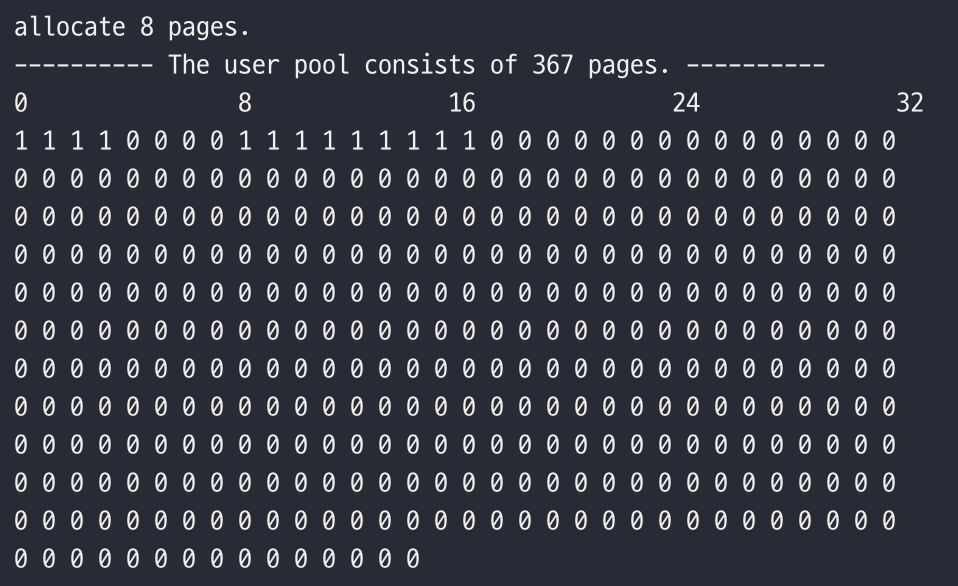 allocate 8 pages.
---------- The user pool consists of 367 pages. ----------
0               8              16              24              32
1 1 1 1 0 0 0 0 1 1 1 1 1 1 1 1 1 0 0 0 0 0 0 0 0 0 0 0 0 0 0 0
0 0 0 0 0 0 0 0 0 0 0 0 0 0 0 0 0 0 0 0 0 0 0 0 0 0 0 0 0 0 0 0
0 0 0 0 0 0 0 0 0 0 0 0 0 0 0 0 0 0 0 0 0 0 0 0 0 0 0 0 0 0 0 0
0 0 0 0 0 0 0 0 0 0 0 0 0 0 0 0 0 0 0 0 0 0 0 0 0 0 0 0 0 0 0 0
0 0 0 0 0 0 0 0 0 0 0 0 0 0 0 0 0 0 0 0 0 0 0 0 0 0 0 0 0 0 0 0
0 0 0 0 0 0 0 0 0 0 0 0 0 0 0 0 0 0 0 0 0 0 0 0 0 0 0 0 0 0 0 0
0 0 0 0 0 0 0 0 0 0 0 0 0 0 0 0 0 0 0 0 0 0 0 0 0 0 0 0 0 0 0 0
0 0 0 0 0 0 0 0 0 0 0 0 0 0 0 0 0 0 0 0 0 0 0 0 0 0 0 0 0 0 0 0
0 0 0 0 0 0 0 0 0 0 0 0 0 0 0 0 0 0 0 0 0 0 0 0 0 0 0 0 0 0 0 0
0 0 0 0 0 0 0 0 0 0 0 0 0 0 0 0 0 0 0 0 0 0 0 0 0 0 0 0 0 0 0 0
0 0 0 0 0 0 0 0 0 0 0 0 0 0 0 0 0 0 0 0 0 0 0 0 0 0 0 0 0 0 0 0
0 0 0 0 0 0 0 0 0 0 0 0 0 0 0